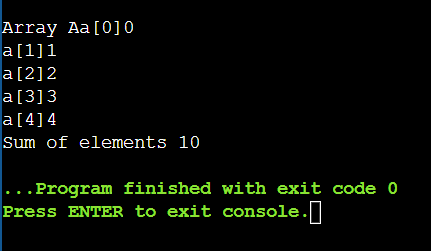 Array Aa[0]0
a[1]1
a[2]2
a[3]3
a[4]4
Sum of elements 10
...Program finished with exit code 0
Press ENTER to exit console.